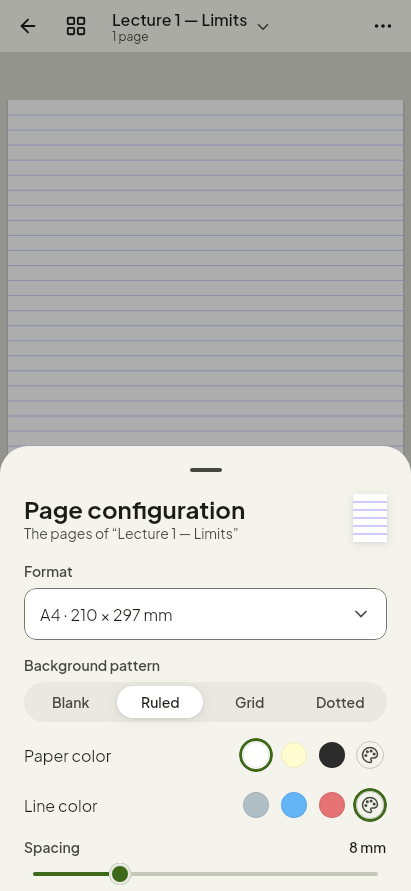 Lecture 1 — Limits
1 page
Page configuration
The pages of “Lecture 1 — Limits”
Format
A4 · 210 × 297 mm
Background pattern
Blank
Ruled
Grid
Dotted
Paper color
Line color
Spacing
8 mm